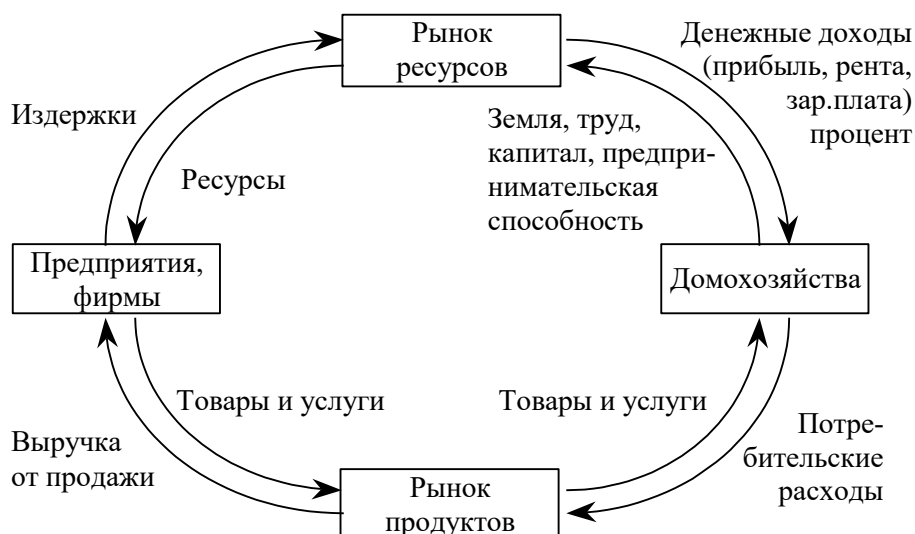 Рынок
ресурсов
Денежные доходы
(прибыль, рента,
зар.плата)
процент
Издержки
Земля, труд,
капитал, предпри-
нимательская
способность
Ресурсы
Предприятия,
фирмы
Домохозяйства
Товары и услуги
Товары и услуги
Выручка
от продажи
Потре-
бительские
расходы
Рынок
продуктов